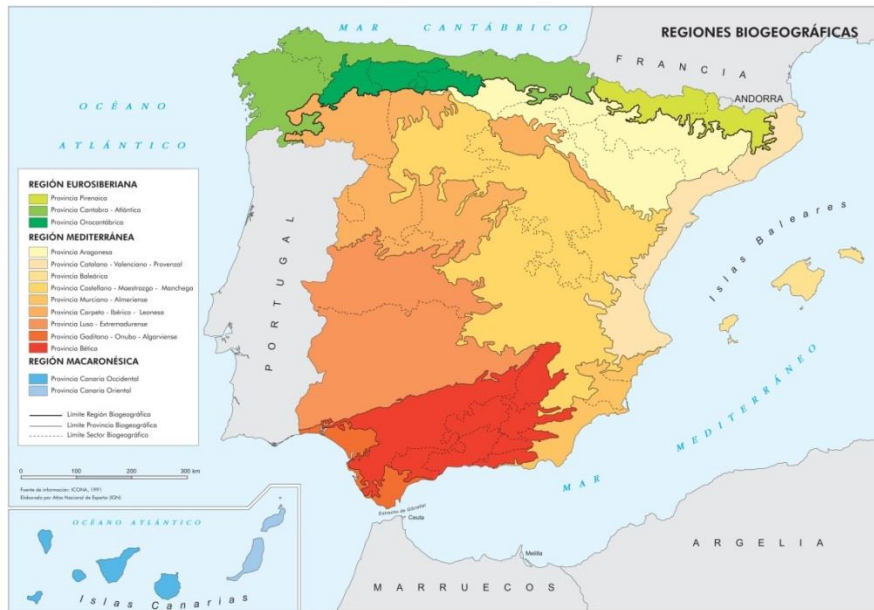 MAR CANTÁBRICO
REGIONES BIOGEOGRÁFICAS
FRANCIA
ANDORRA
OCÉANO
ATLÁNTICO
REGIÓN EUROSIBERIANA
Provincia Pirenaica
Provincia Cantabro - Atlántica
Provincia Orocantábrica
REGIÓN MEDITERRÁNEA
Provincia Aragonesa
Provincia Catalano - Valenciano - Provenzal
Provincia Baleárica
Provincia Castellano - Maestrazgo - Manchega
Provincia Murciano - Almeriense
Provincia Carpeto - Ibérico - Leonesa
Provincia Luso - Extremadurense
Provincia Gaditano - Onubo - Algarviense
Provincia Bética
REGIÓN MACARONÉSICA
Provincia Canaria Occidental
Provincia Canaria Oriental
Límite Región Biogeográfica
Límite Provincia Biogeográfica
Límite Sector Biogeográfico
PORTUGAL
Islas Baleares
MAR MEDITERRÁNEO
0 100 200 300 km
Fuente de información: ICONA, 1991
Elaborado por Atlas Nacional de España (IGN)
Estrecho de Gibraltar
Ceuta
Melilla
MARRUECOS
ARGELIA
OCÉANO ATLÁNTICO
Islas Canarias